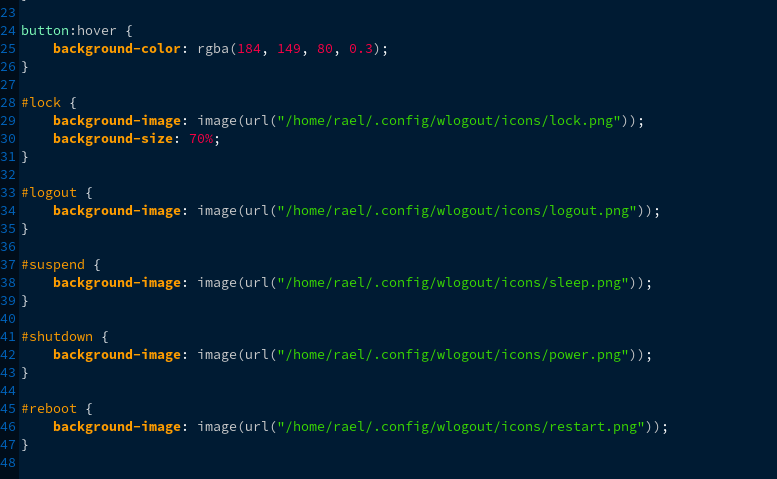 23
24 button:hover {
25     background-color: rgba(184, 149, 80, 0.3);
26 }
27
28 #lock {
29     background-image: image(url("/home/rael/.config/wlogout/icons/lock.png"));
30     background-size: 70%;
31 }
32
33 #logout {
34     background-image: image(url("/home/rael/.config/wlogout/icons/logout.png"));
35 }
36
37 #suspend {
38     background-image: image(url("/home/rael/.config/wlogout/icons/sleep.png"));
39 }
40
41 #shutdown {
42     background-image: image(url("/home/rael/.config/wlogout/icons/power.png"));
43 }
44
45 #reboot {
46     background-image: image(url("/home/rael/.config/wlogout/icons/restart.png"));
47 }
48